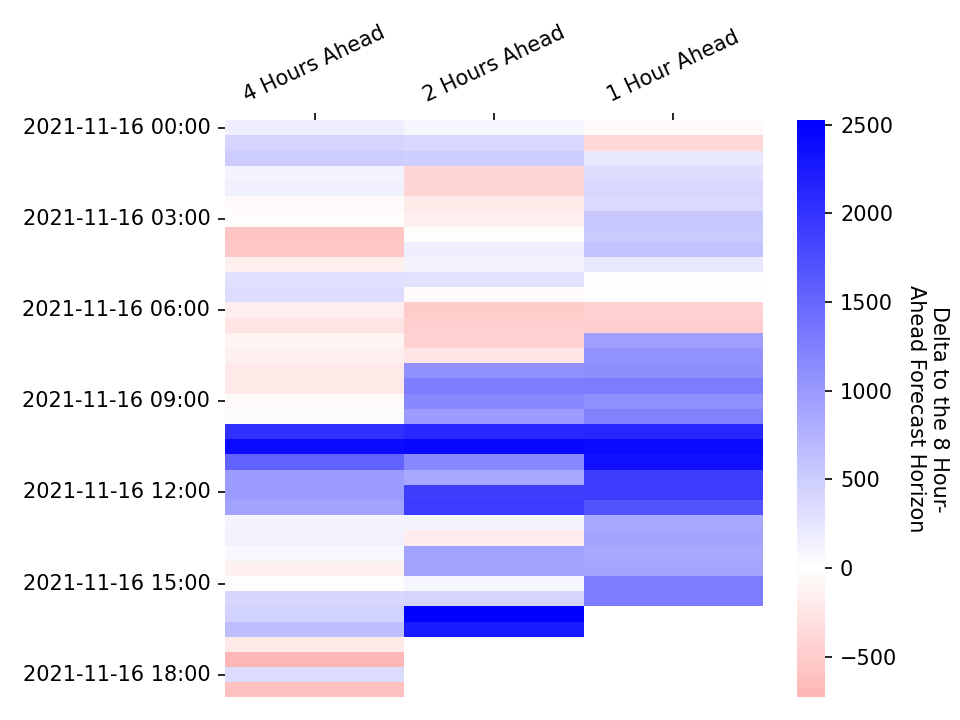 4 Hours Ahead
2 Hours Ahead
1 Hour Ahead
2021-11-16 00:00
2021-11-16 03:00
2021-11-16 06:00
2021-11-16 09:00
2021-11-16 12:00
2021-11-16 15:00
2021-11-16 18:00
2500
2000
1500
1000
500
0
−500
Delta to the 8 Hour-
Ahead Forecast Horizon